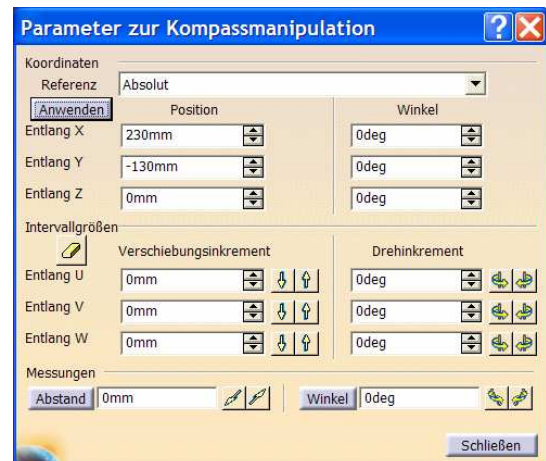 Parameter zur Kompassmanipulation
Koordinaten
Referenz Absolut
Anwenden Position Winkel
Entlang X 230mm 0deg
Entlang Y -130mm 0deg
Entlang Z 0mm 0deg
Intervallgrößen
Verschiebungsinkrement Drehinkrement
Entlang U 0mm 0deg
Entlang V 0mm 0deg
Entlang W 0mm 0deg
Messungen
Abstand 0mm Winkel 0deg
Schließen